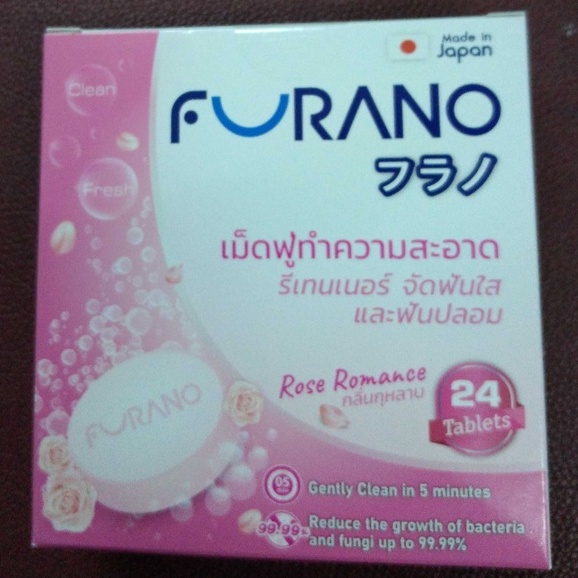 Made in
Japan
FURANO
フラノ
Clean
Fresh
เม็ดฟู่ทำความสะอาด
รีเทนเนอร์ จัดฟันใส
และฟันปลอม
Rose Romance
กลิ่นกุหลาบ
24
Tablets
FURANO
05
Gently Clean in 5 minutes
99.99%
Reduce the growth of bacteria
and fungi up to 99.99%